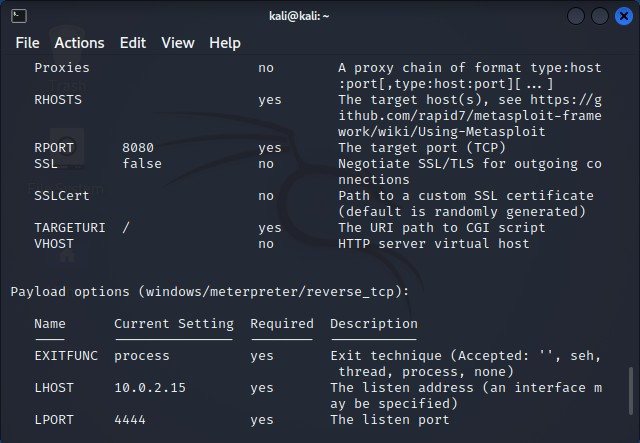 kali@kali: ~
File Actions Edit View Help
Proxies no A proxy chain of format type:host
:port[,type:host:port][...]
RHOSTS yes The target host(s), see https://g
ithub.com/rapid7/metasploit-frame
work/wiki/Using-Metasploit
RPORT 8080 yes The target port (TCP)
SSL false no Negotiate SSL/TLS for outgoing co
nnections
SSLCert no Path to a custom SSL certificate
(default is randomly generated)
TARGETURI / yes The URI path to CGI script
VHOST no HTTP server virtual host
Payload options (windows/meterpreter/reverse_tcp):
Name Current Setting Required Description
EXITFUNC process yes Exit technique (Accepted: '', seh,
thread, process, none)
LHOST 10.0.2.15 yes The listen address (an interface m
ay be specified)
LPORT 4444 yes The listen port